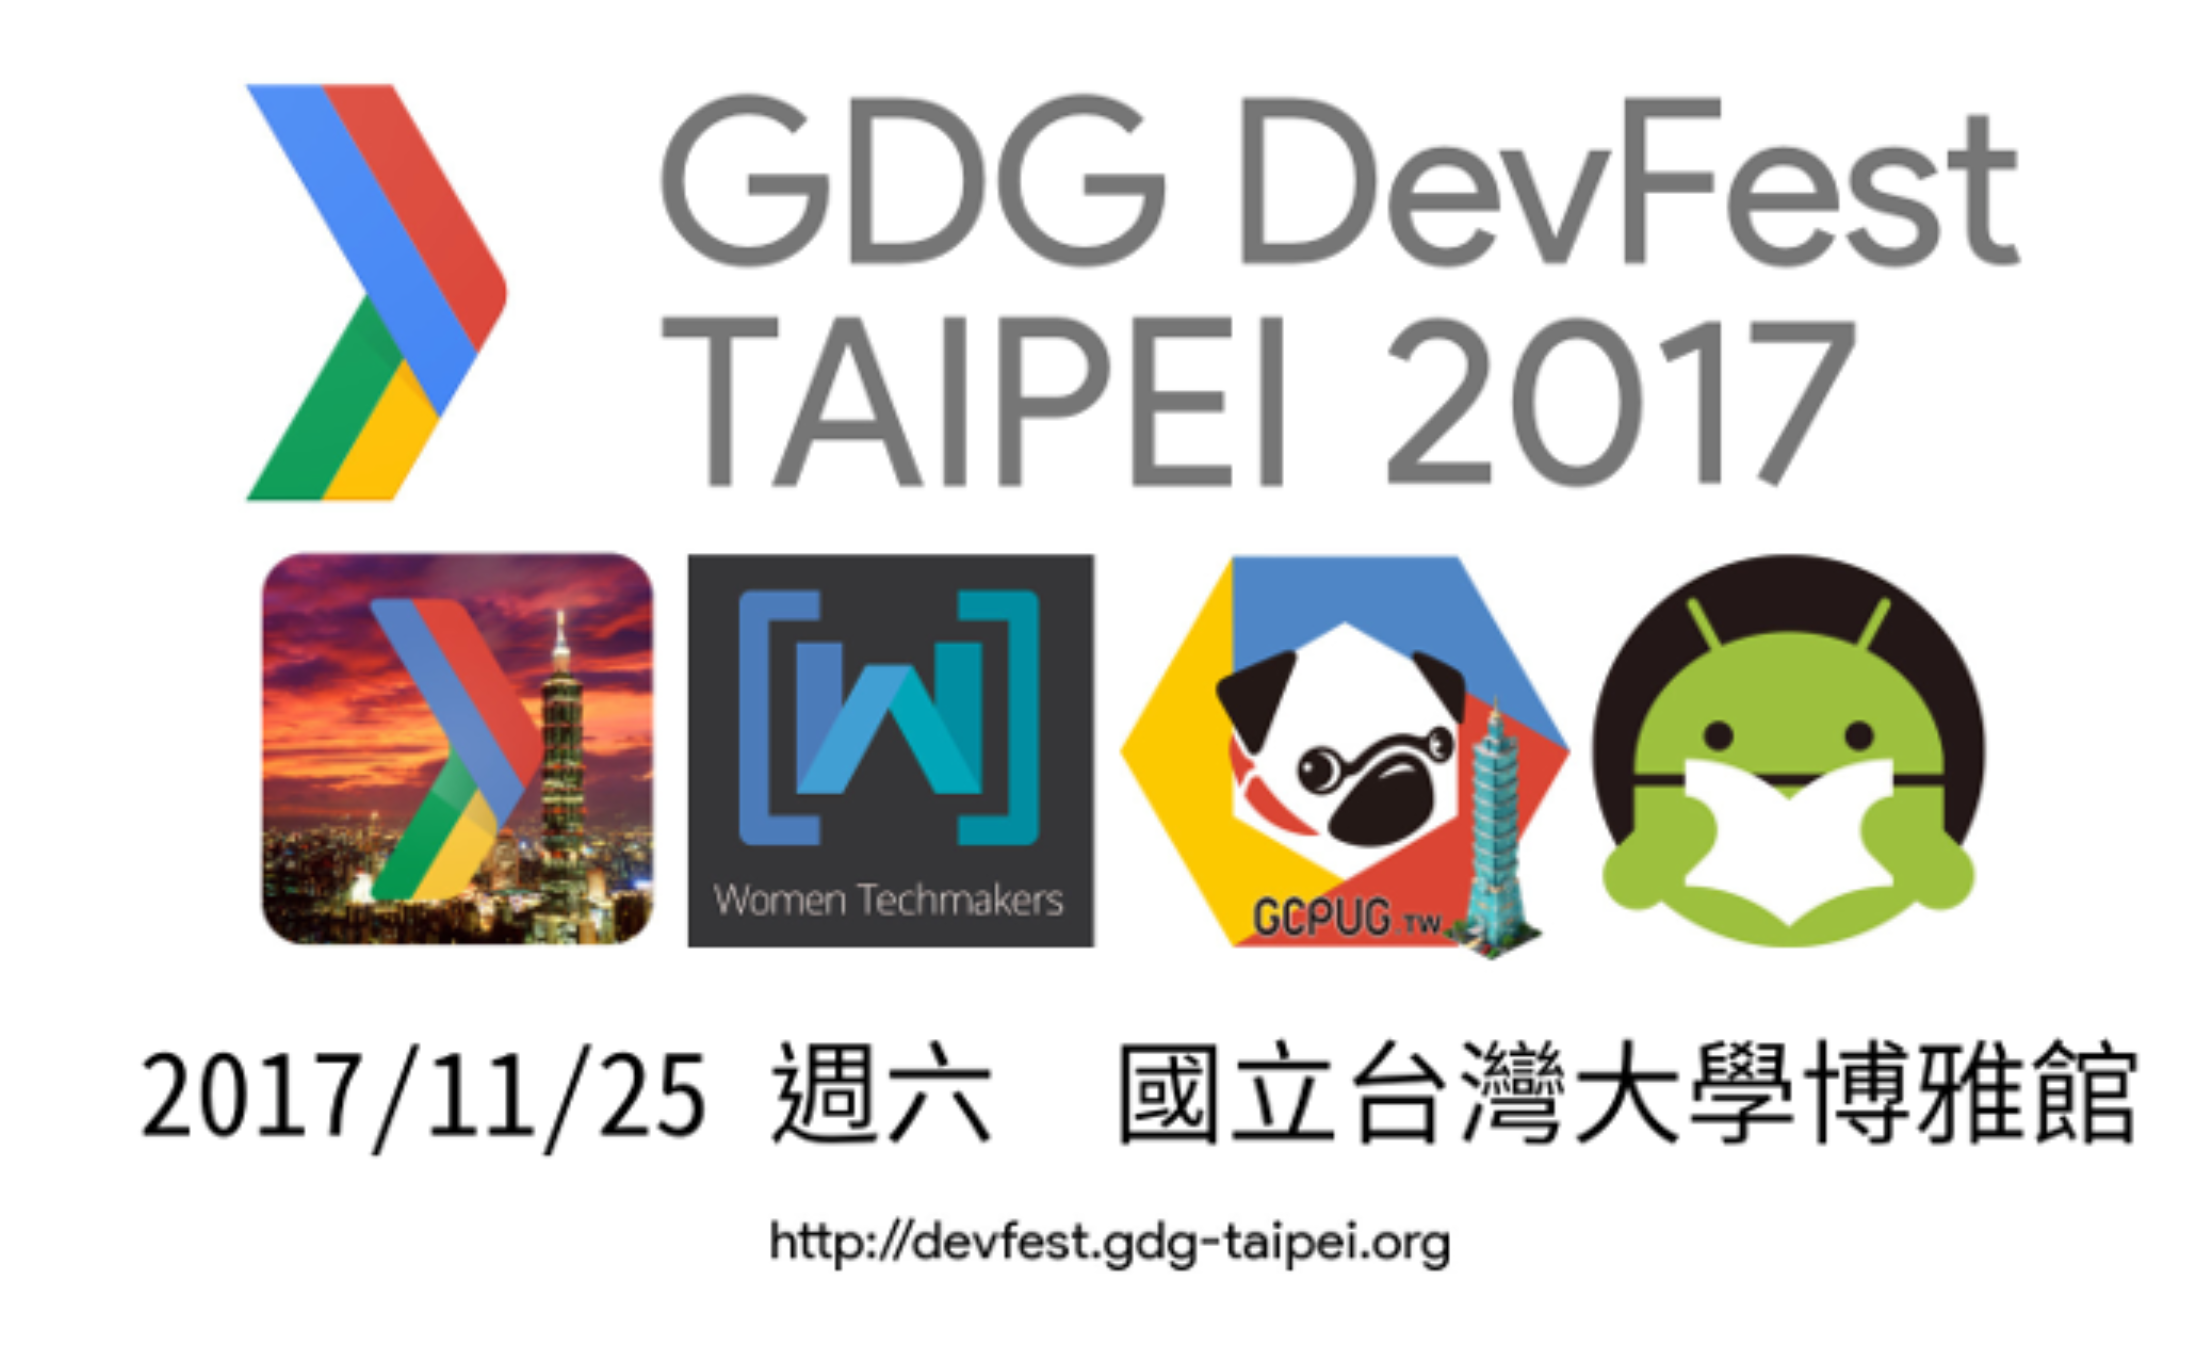 GDG DevFest
TAIPEI 2017
Women Techmakers
GCPUG.TW
2017/11/25 週六 國立台灣大學博雅館
http://devfest.gdg-taipei.org